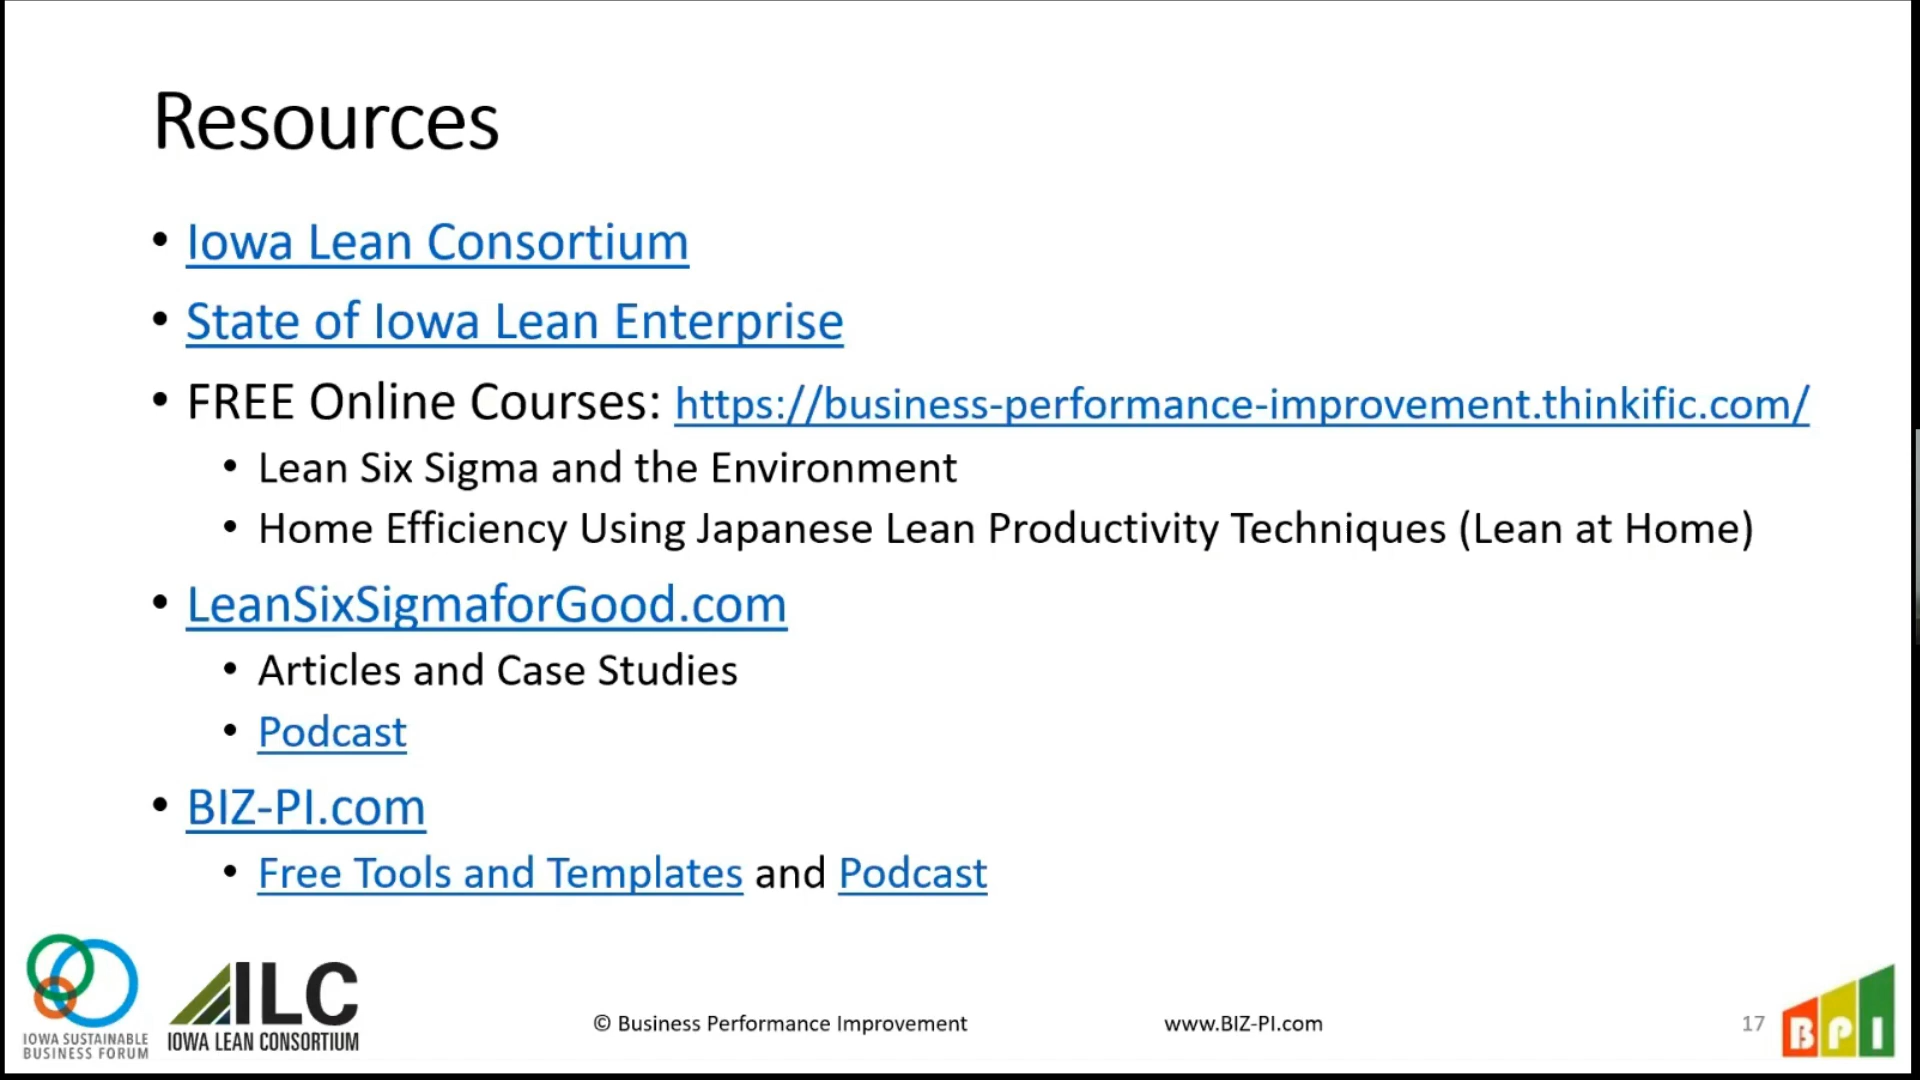 Resources
• Iowa Lean Consortium
• State of Iowa Lean Enterprise
• FREE Online Courses: https://business-performance-improvement.thinkific.com/
• Lean Six Sigma and the Environment
• Home Efficiency Using Japanese Lean Productivity Techniques (Lean at Home)
• LeanSixSigmaforGood.com
• Articles and Case Studies
• Podcast
• BIZ-PI.com
• Free Tools and Templates and Podcast
IOWA SUSTAINABLE
BUSINESS FORUM
ILC
IOWA LEAN CONSORTIUM
© Business Performance Improvement
www.BIZ-PI.com
17
BPI